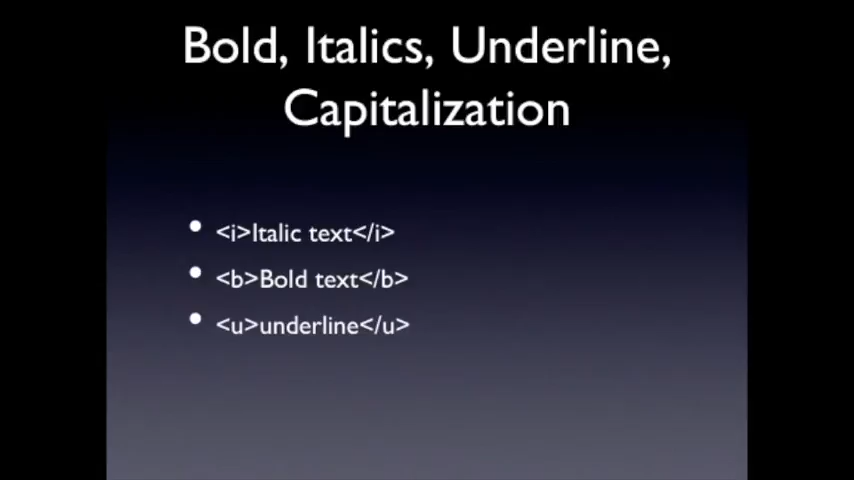 Bold, Italics, Underline,
Capitalization
• <i>Italic text</i>
• <b>Bold text</b>
• <u>underline</u>